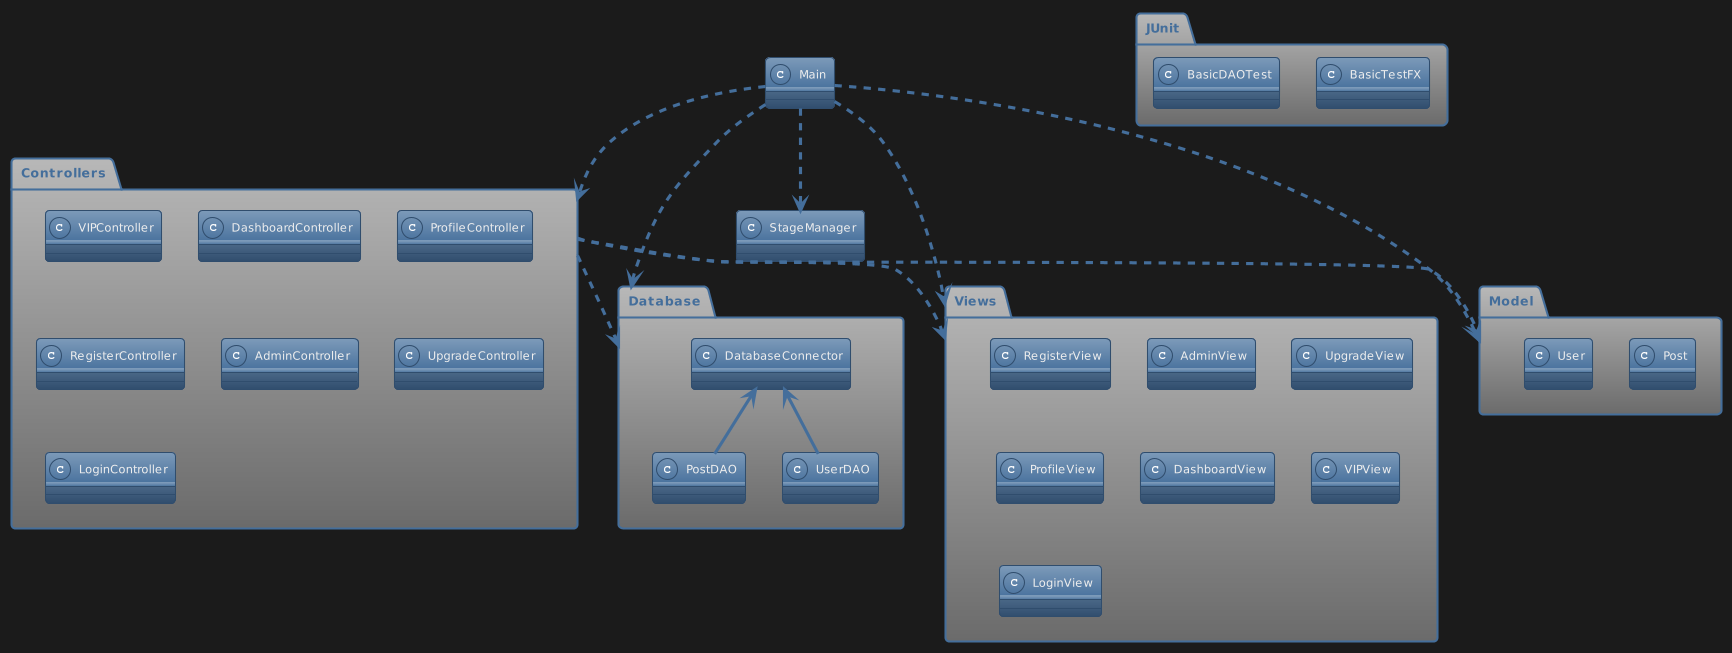 JUnit
C BasicDAOTest
C BasicTestFX
C Main
Controllers
C VIPController
C DashboardController
C ProfileController
C RegisterController
C AdminController
C UpgradeController
C LoginController
C StageManager
Database
C DatabaseConnector
C PostDAO
C UserDAO
Views
C RegisterView
C AdminView
C UpgradeView
C ProfileView
C DashboardView
C VIPView
C LoginView
Model
C User
C Post